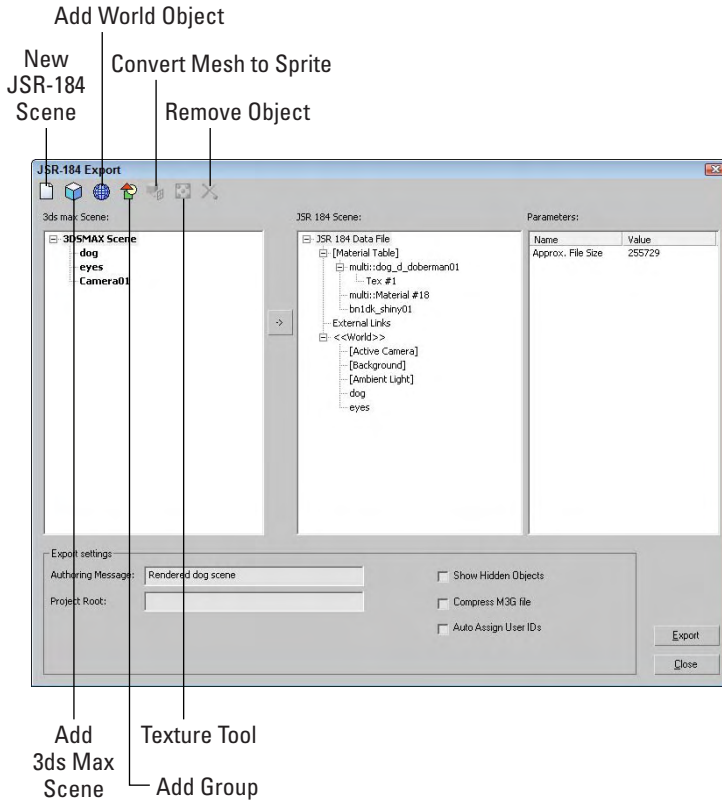 Add World Object
New
JSR-184
Scene
Convert Mesh to Sprite
Remove Object
JSR-184 Export
3ds max Scene:
JSR 184 Scene:
Parameters:
3DSMAX Scene
dog
eyes
Camera01
->
JSR 184 Data File
[Material Table]
multi::dog_d_doberman01
Tex #1
multi::Material #18
bn1dk_shiny01
External Links
<<World>>
[Active Camera]
[Background]
[Ambient Light]
dog
eyes
Name Value
Approx. File Size 255729
Export settings
Authoring Message: Rendered dog scene
Project Root:
Show Hidden Objects
Compress M3G file
Auto Assign User IDs
Export
Close
Add
3ds Max
Scene
Texture Tool
Add Group